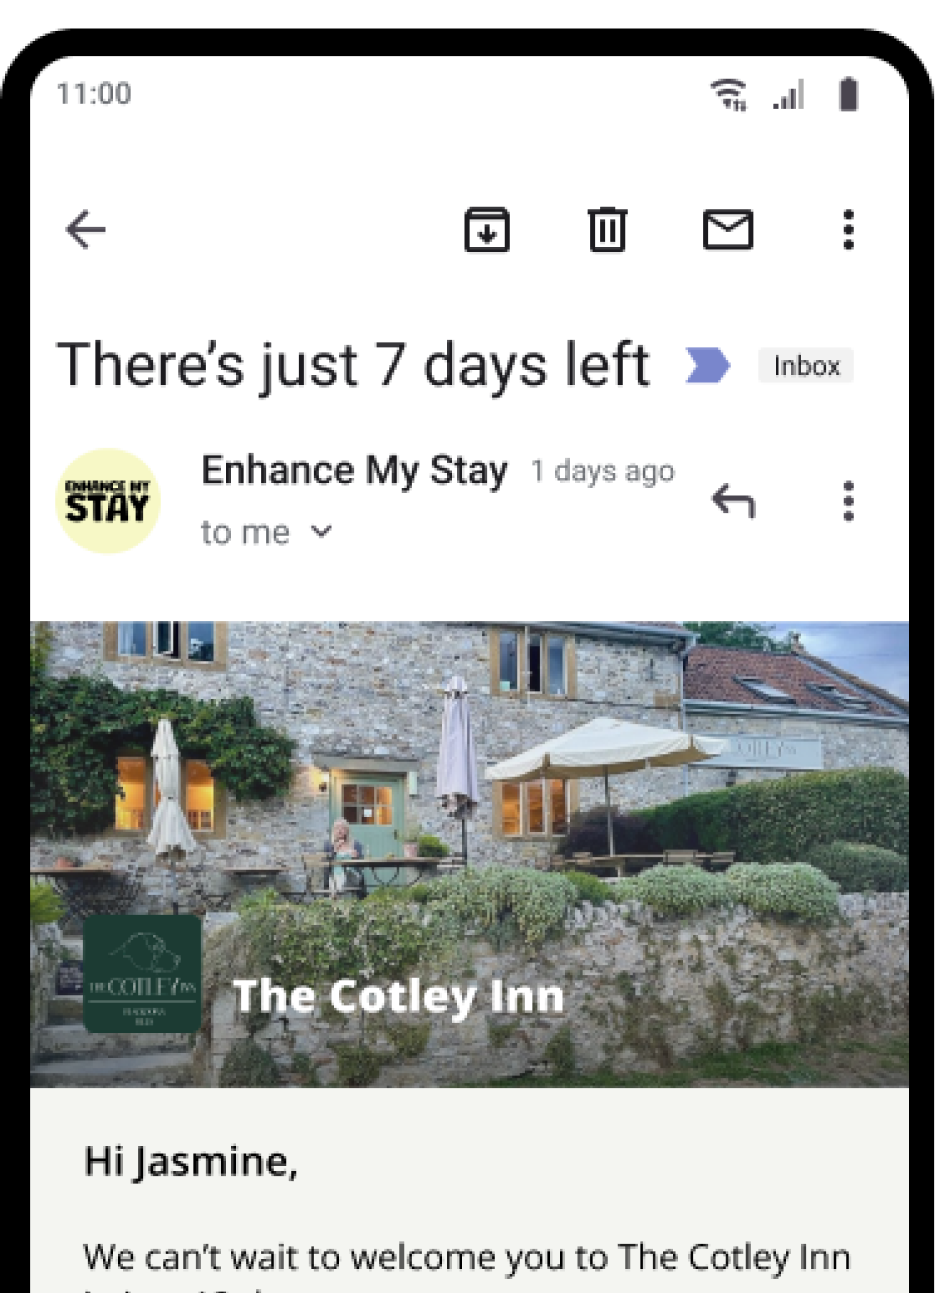 11:00
There’s just 7 days left
Inbox
ENHANCE MY
STAY
Enhance My Stay 1 days ago
to me
COTLEY
THE COTLEY INN
The Cotley Inn
Hi Jasmine,
We can’t wait to welcome you to The Cotley Inn